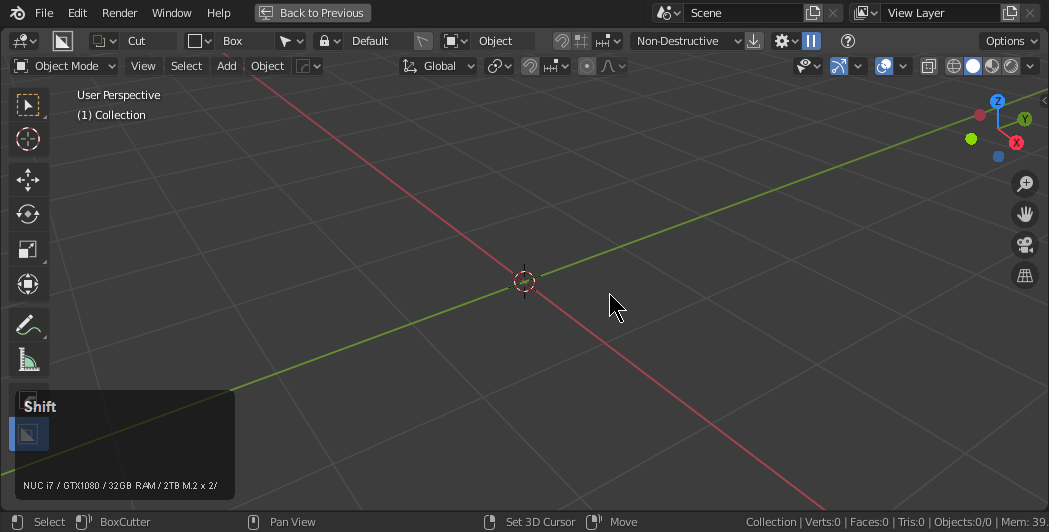 File Edit Render Window Help Back to Previous Scene View Layer
Cut Box Default Object Non-Destructive Options
Object Mode View Select Add Object Global
User Perspective
(1) Collection
Z
Y
X
Shift
NUC i7 / GTX1080 / 32GB RAM / 2TB M.2 x 2/
Select BoxCutter Pan View Set 3D Cursor Move Collection | Verts:0 | Faces:0 | Tris:0 | Objects:0/0 | Mem: 39.